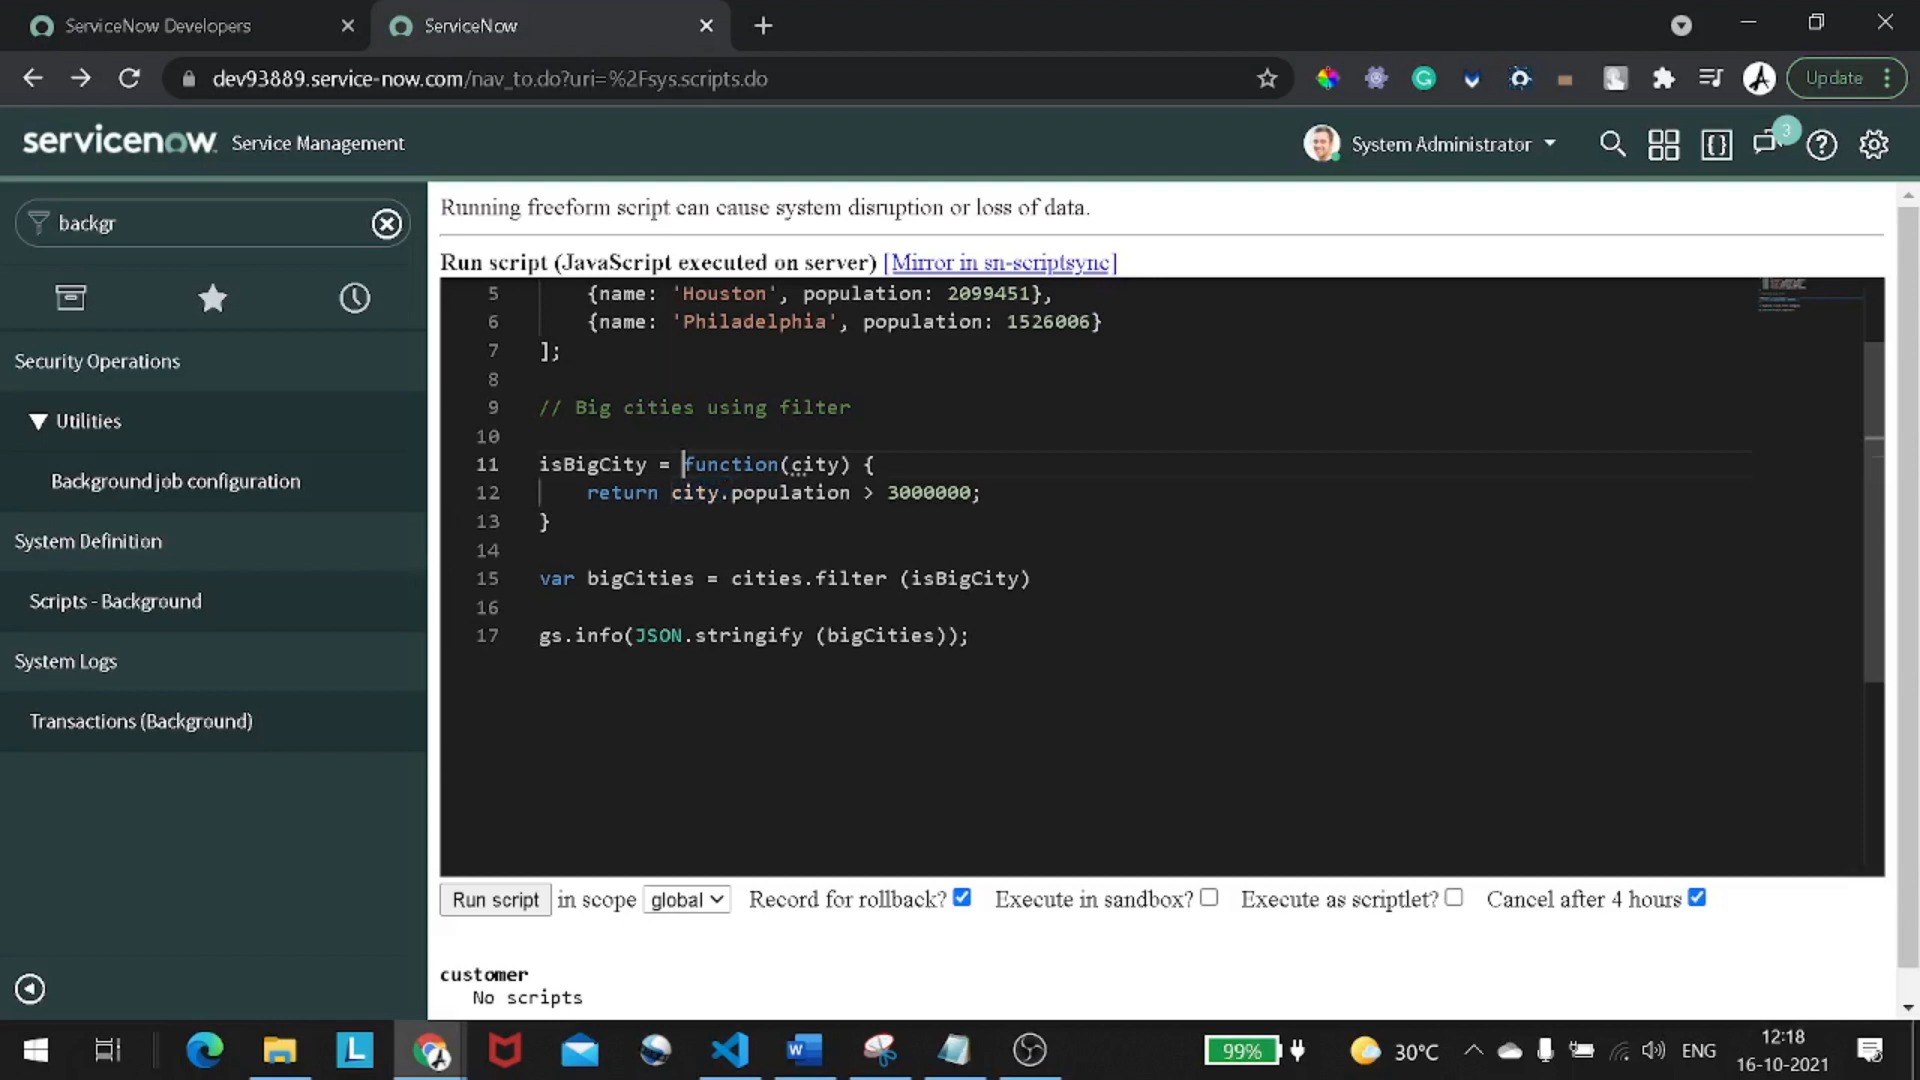 ServiceNow Developers
ServiceNow
dev93889.service-now.com/nav_to.do?uri=%2Fsys.scripts.do
Update
servicenow. Service Management
System Administrator
3
backgr
Security Operations
Utilities
Background job configuration
System Definition
Scripts - Background
System Logs
Transactions (Background)
Running freeform script can cause system disruption or loss of data.
Run script (JavaScript executed on server) [Mirror in sn-scriptsync]
5 {name: 'Houston', population: 2099451},
6 {name: 'Philadelphia', population: 1526006}
7 ];
8
9 // Big cities using filter
10
11 isBigCity = function(city) {
12 return city.population > 3000000;
13 }
14
15 var bigCities = cities.filter (isBigCity)
16
17 gs.info(JSON.stringify (bigCities));
Run script in scope global Record for rollback? Execute in sandbox? Execute as scriptlet? Cancel after 4 hours
customer
No scripts
99%
30°C
ENG
12:18
16-10-2021